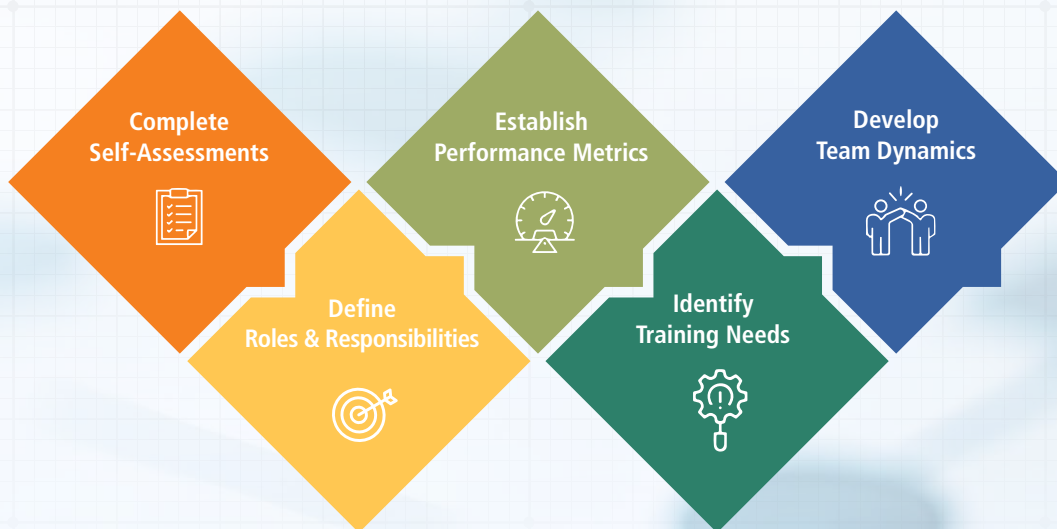 Complete
Self-Assessments
Define
Roles & Responsibilities
Establish
Performance Metrics
Identify
Training Needs
Develop
Team Dynamics